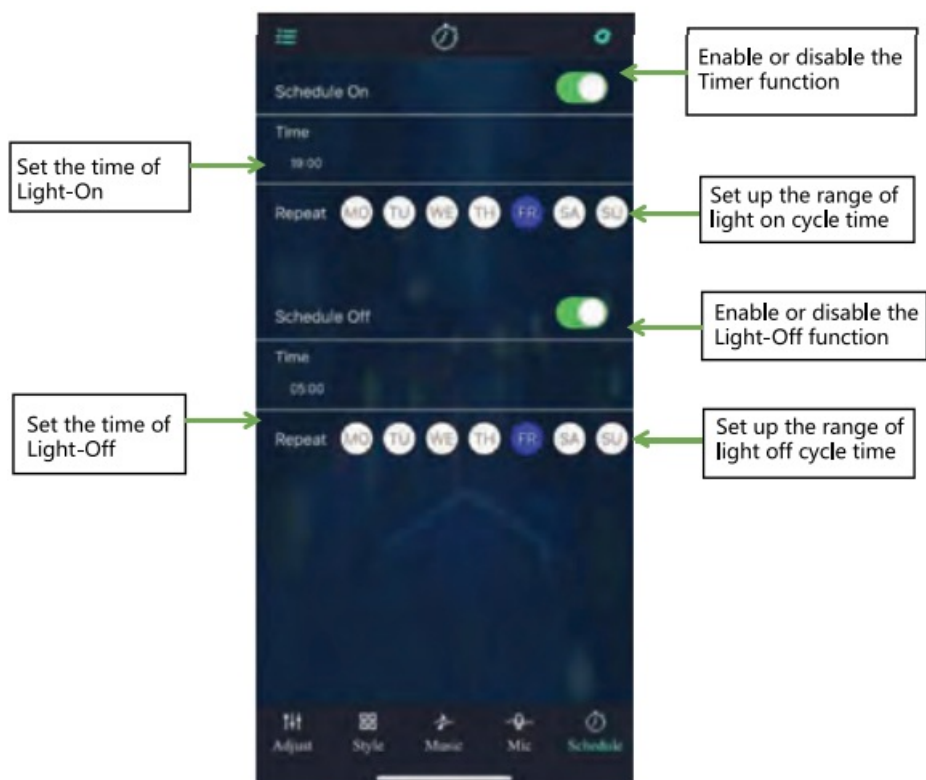 Enable or disable the
Timer function
Schedule On
Time
19:00
Set the time of
Light-On
Repeat MO TU WE TH FR SA SU
Set up the range of
light on cycle time
Schedule Off
Enable or disable the
Light-Off function
Time
05:00
Set the time of
Light-Off
Repeat MO TU WE TH FR SA SU
Set up the range of
light off cycle time
Adjust Style Music Mic Schedule